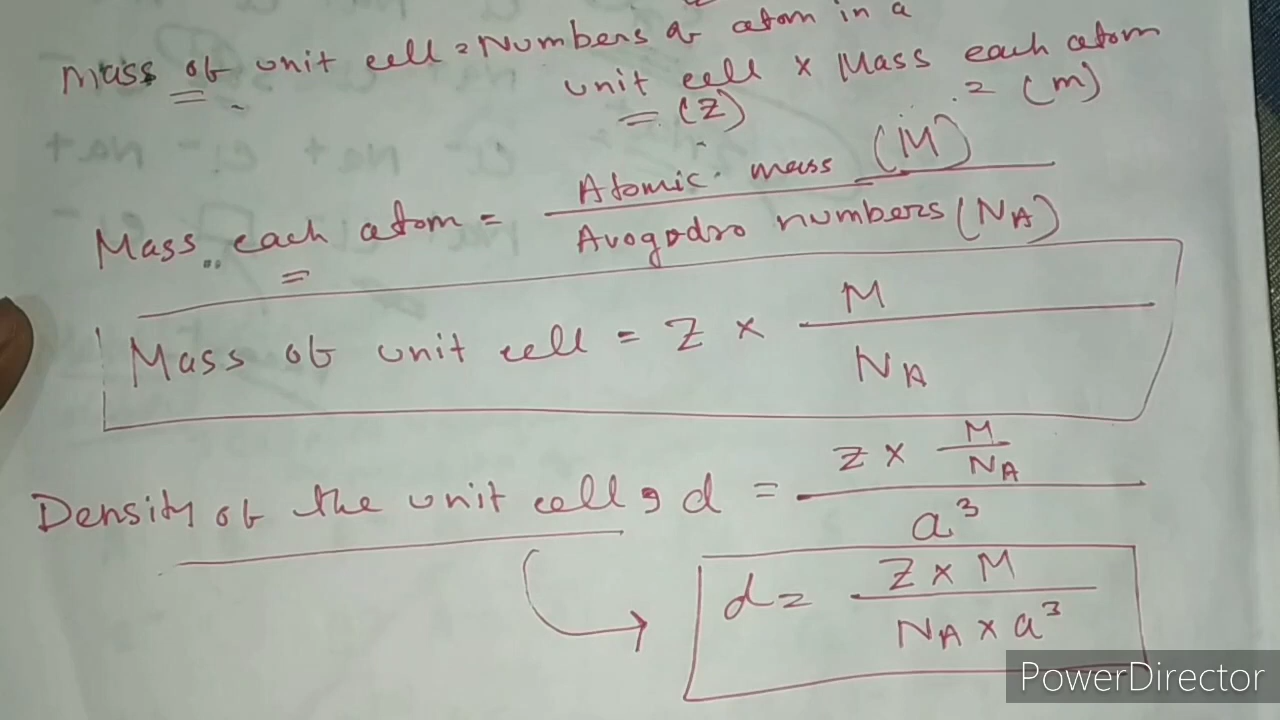 Mass of unit cell = Numbers of atom in a
unit cell × Mass each atom
= (Z) = (m)
Mass each atom = Atomic mass (M) / Avogadro numbers (NA)
Mass of unit cell = Z × M / NA
Density of the unit cell, d = Z × M/NA / a³
d = Z × M / NA × a³
PowerDirector